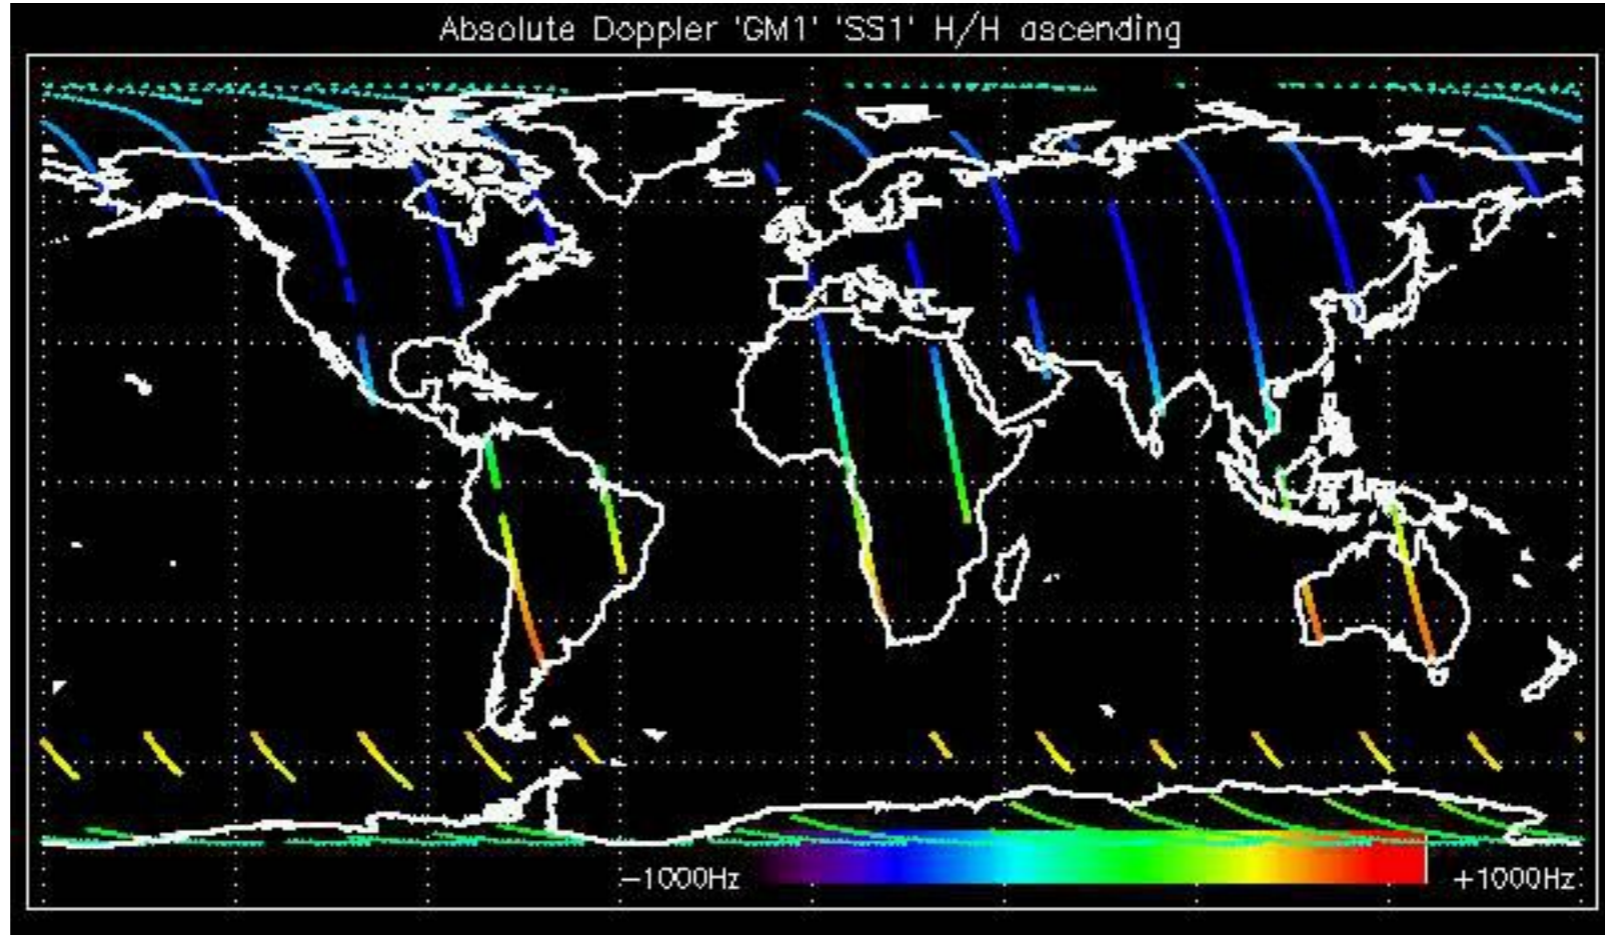 Absolute Doppler 'GM1' 'SS1' H/H ascending
-1000Hz +1000Hz